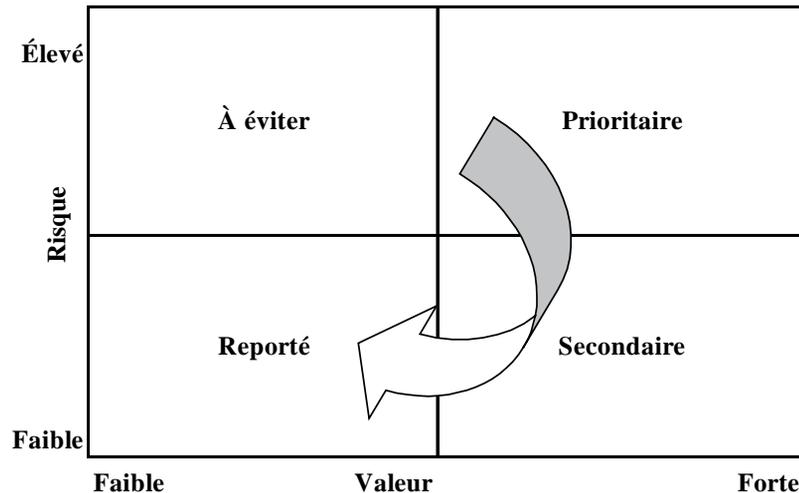 Élevé
À éviter
Prioritaire
Risque
Reporté
Secondaire
Faible
Faible
Valeur
Forte